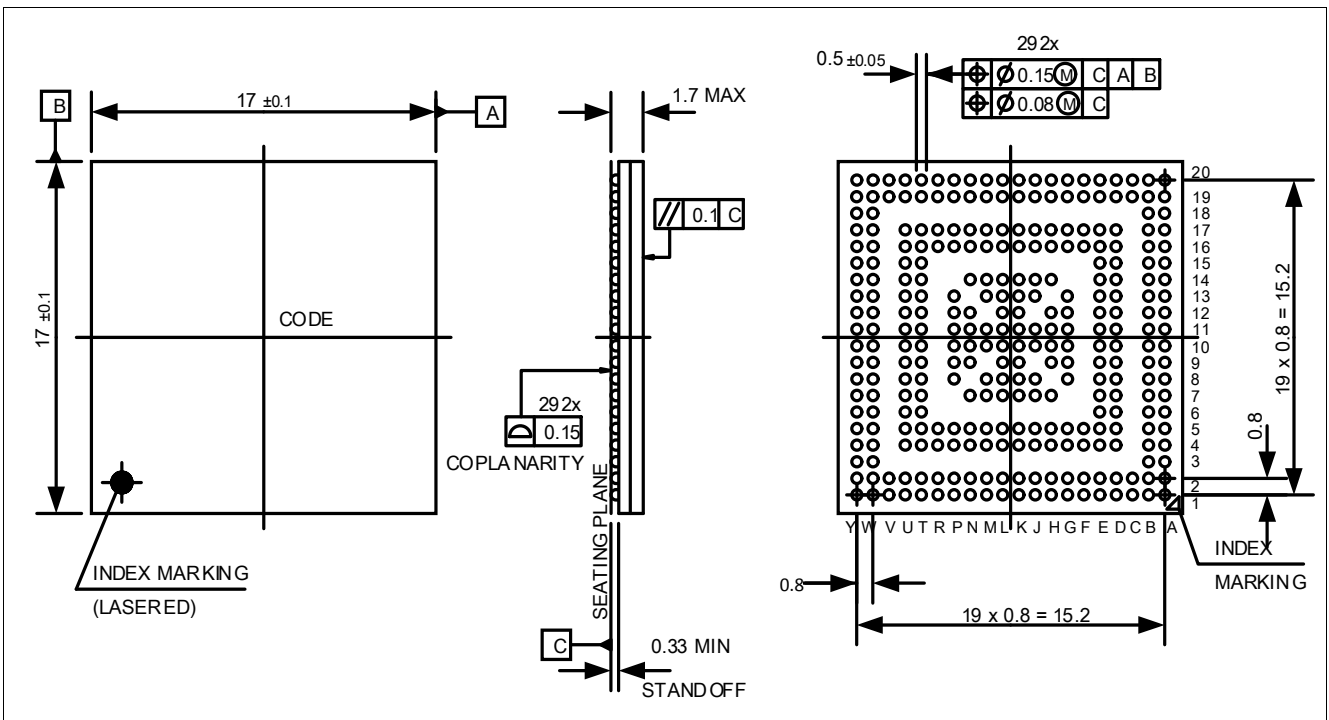 B
17 ±0.1
A
17 ±0.1
CODE
INDEX MARKING
(LASERED)
1.7 MAX
// 0.1 C
292x
0.15
COPLANARITY
SEATING PLANE
C
0.33 MIN
STANDOFF
0.5 ±0.05
292x
⌖ Ø 0.15 Ⓜ C A B
⌖ Ø 0.08 Ⓜ C
20
19
18
17
16
15
14
13
12
11
10
9
8
7
6
5
4
3
2
1
Y W V U T R P N M L K J H G F E D C B A
19 x 0.8 = 15.2
0.8
INDEX
MARKING
0.8
19 x 0.8 = 15.2